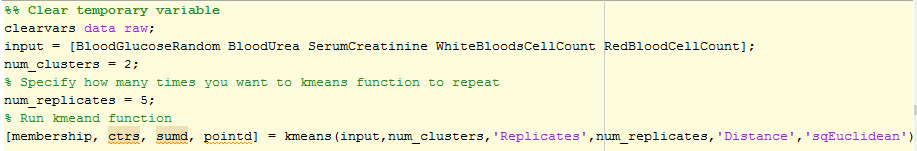 %% Clear temporary variable
clearvars data raw;
input = [BloodGlucoseRandom BloodUrea SerumCreatinine WhiteBloodsCellCount RedBloodCellCount];
num_clusters = 2;
% Specify how many times you want to kmeans function to repeat
num_replicates = 5;
% Run kmeand function
[membership, ctrs, sumd, pointd] = kmeans(input,num_clusters,'Replicates',num_replicates,'Distance','sqEuclidean')